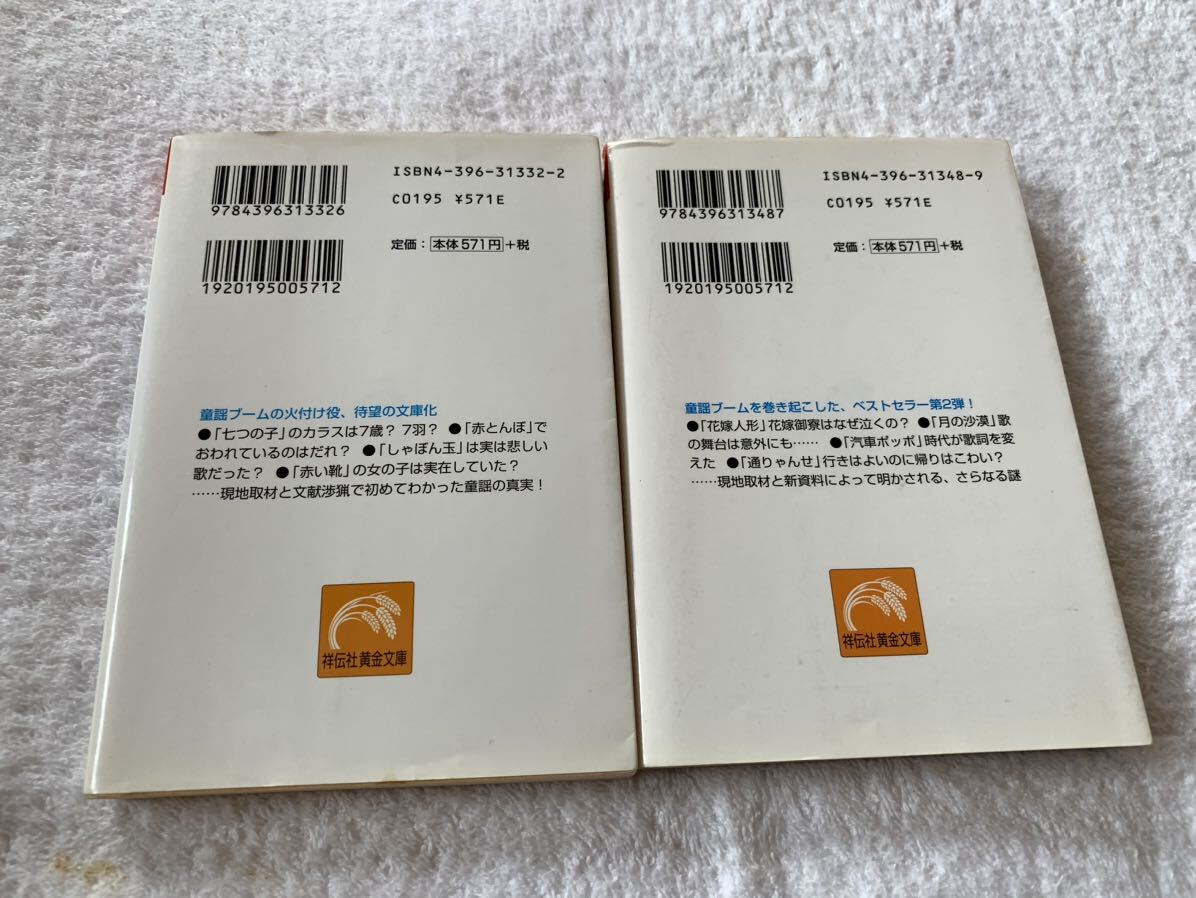 9784396313326
ISBN4-396-31332-2
C0195 ¥571E
1920195005712
定価：本体571円+税
童謡ブームの火付け役、待望の文庫化
●「七つの子」のカラスは7歳？ 7羽？ ●「赤とんぼ」で
おわれているのはだれ？ ●「しゃぼん玉」は実は悲しい
歌だった？ ●「赤い靴」の女の子は実在していた？
……現地取材と文献渉猟で初めてわかった童謡の真実！
祥伝社黄金文庫
9784396313487
ISBN4-396-31348-9
C0195 ¥571E
1920195005712
定価：本体571円+税
童謡ブームを巻き起こした、ベストセラー第2弾！
●「花嫁人形」花嫁御寮はなぜ泣くの？ ●「月の沙漠」歌
の舞台は意外にも…… ●「汽車ポッポ」時代が歌詞を変
えた ●「通りゃんせ」行きはよいのに帰りはこわい？
……現地取材と新資料によって明かされる、さらなる謎
祥伝社黄金文庫